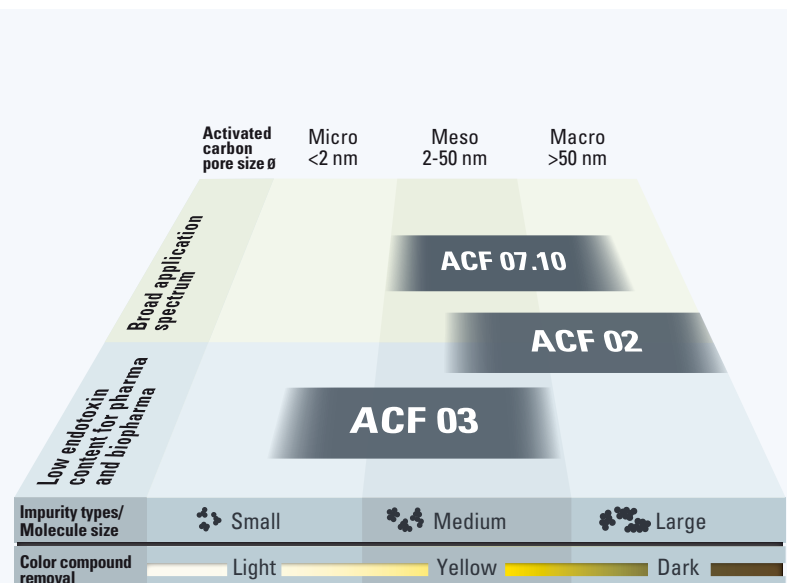 Activated
carbon
pore size ø
Micro
<2 nm
Meso
2-50 nm
Macro
>50 nm
Broad application
spectrum
ACF 07.10
ACF 02
Low endotoxin
content for pharma
and biopharma
ACF 03
Impurity types/
Molecule size
Small
Medium
Large
Color compound
removal
Light
Yellow
Dark